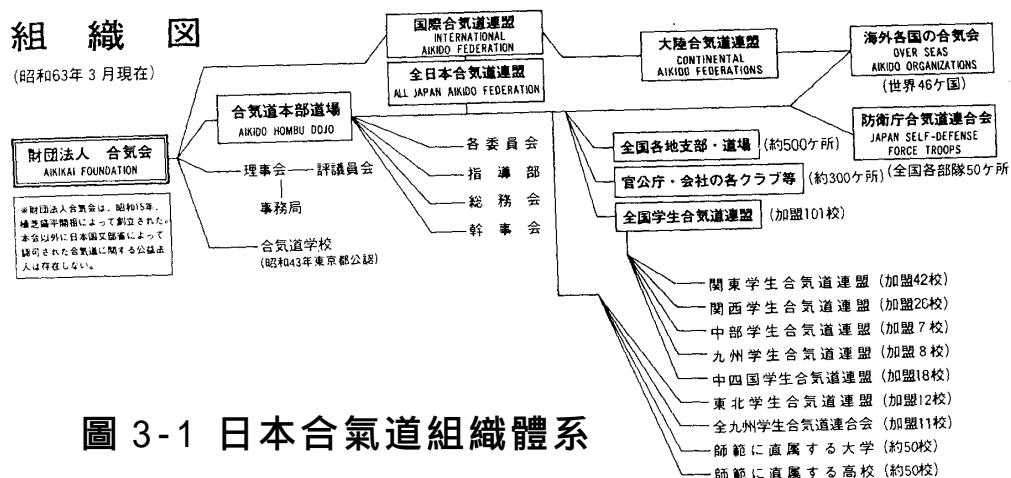 組織図
(昭和63年3月現在)
国際合気道連盟
INTERNATIONAL
AIKIDO FEDERATION
全日本合気道連盟
ALL JAPAN AIKIDO FEDERATION
大陸合気道連盟
CONTINENTAL
AIKIDO FEDERATIONS
海外各国の合気会
OVER SEAS
AIKIDO ORGANIZATIONS
(世界46ケ国)
防衛庁合気道連合会
JAPAN SELF-DEFENSE
FORCE TROOPS
(全国各部隊50ケ所
財団法人 合気会
AIKIKAI FOUNDATION
※財団法人合気会は、昭和15年、
植芝盛平開祖によって創立された。
本会以外に日本国文部省によって
認可された合気道に関する公益法
人は存在しない。
合気道本部道場
AIKIDO HOMBU DOJO
理事会
評議員会
事務局
合気道学校
(昭和43年東京都公認)
各委員会
指導部
総務会
幹事会
全国各地支部・道場 (約500ケ所)
官公庁・会社の各クラブ等 (約300ケ所)
全国学生合気道連盟 (加盟101校)
関東学生合気道連盟 (加盟42校)
関西学生合気道連盟 (加盟26校)
中部学生合気道連盟 (加盟7校)
九州学生合気道連盟 (加盟8校)
中四国学生合気道連盟 (加盟18校)
東北学生合気道連盟 (加盟12校)
全九州学生合気道連合会 (加盟11校)
師範に直属する大学 (約50校)
師範に直属する高校 (約50校)
圖 3-1 日本合氣道組織體系